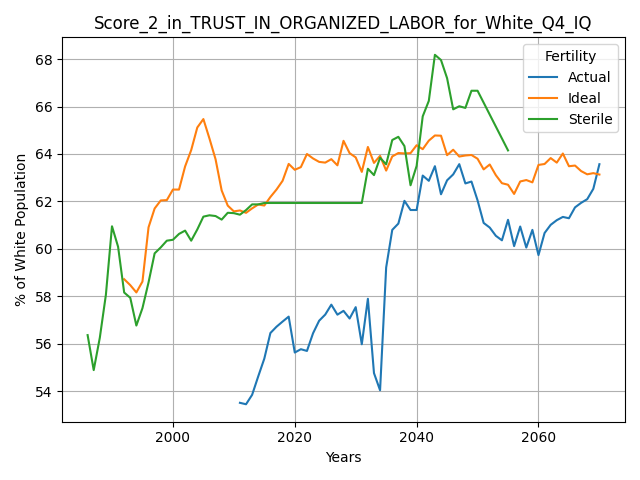 Score_2_in_TRUST_IN_ORGANIZED_LABOR_for_White_Q4_IQ
Fertility
Actual
Ideal
Sterile
% of White Population
68
66
64
62
60
58
56
54
2000
2020
2040
2060
Years